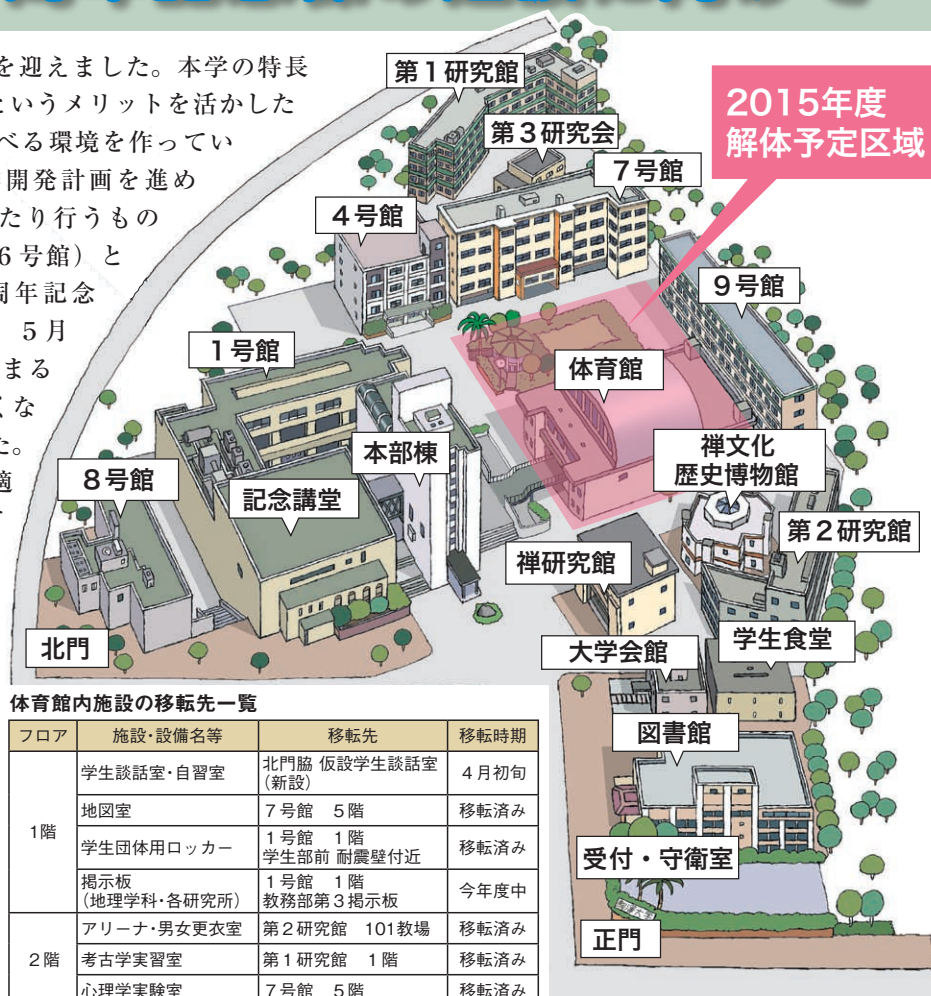 を迎えました。本学の特長
というメリットを活かした
べる環境を作ってい
開発計画を進め
たり行うもの
6号館）と
周年記念
5月
まる
くな
た。
適
第1研究館
第3研究会
7号館
4号館
2015年度
解体予定区域
9号館
1号館
体育館
本部棟
禅文化
歴史博物館
8号館
記念講堂
第2研究館
禅研究館
北門
大学会館
学生食堂
図書館
受付・守衛室
正門
体育館内施設の移転先一覧
フロア 施設・設備名等 移転先 移転時期
1階
学生談話室・自習室 北門脇 仮設学生談話室（新設） 4月初旬
地図室 7号館 5階 移転済み
学生団体用ロッカー 1号館 1階 学生部前 耐震壁付近 移転済み
掲示板（地理学科・各研究所） 1号館 1階 教務部第3掲示板 今年度中
2階
アリーナ・男女更衣室 第2研究館 101教場 移転済み
考古学実習室 第1研究館 1階 移転済み
心理学実験室 7号館 5階 移転済み